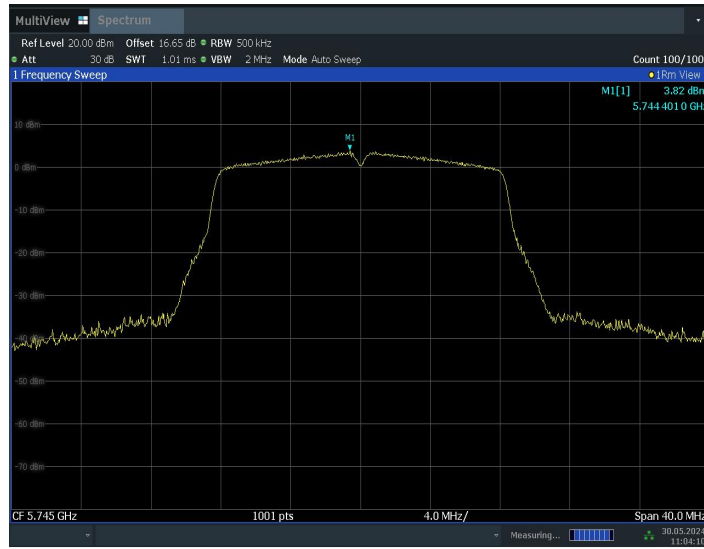 MultiView Spectrum
Ref Level 20.00 dBm Offset 16.65 dB RBW 500 kHz
Att 30 dB SWT 1.01 ms VBW 2 MHz Mode Auto Sweep Count 100/100
1 Frequency Sweep 1Rm View
M1[1] 3.82 dBm
5.744 401 0 GHz
M1
10 dBm
0 dBm
-10 dBm
-20 dBm
-30 dBm
-40 dBm
-50 dBm
-60 dBm
-70 dBm
CF 5.745 GHz 1001 pts 4.0 MHz/ Span 40.0 MHz
Measuring... 30.05.2024
11:04:10